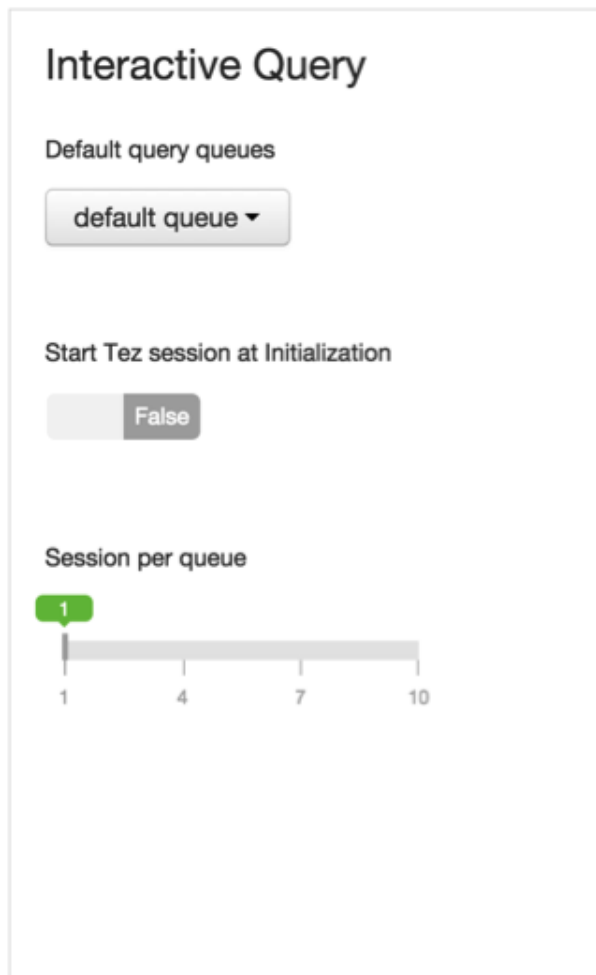 Interactive Query
Default query queues
default queue
Start Tez session at Initialization
False
Session per queue
1
1 4 7 10